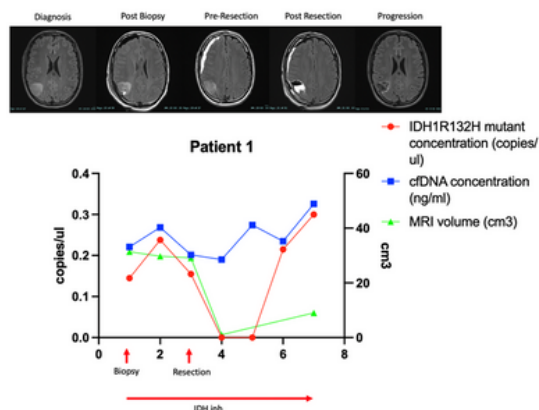 Diagnosis Post Biopsy Pre-Resection Post Resection Progression
IDH1R132H mutant
concentration (copies/
ul)
cfDNA concentration
(ng/ml)
MRI volume (cm3)
Patient 1
copies/ul
0.4
0.3
0.2
0.1
0.0
60
40
20
0
cm3
0 2 4 6 8
Biopsy Resection
IDH inh